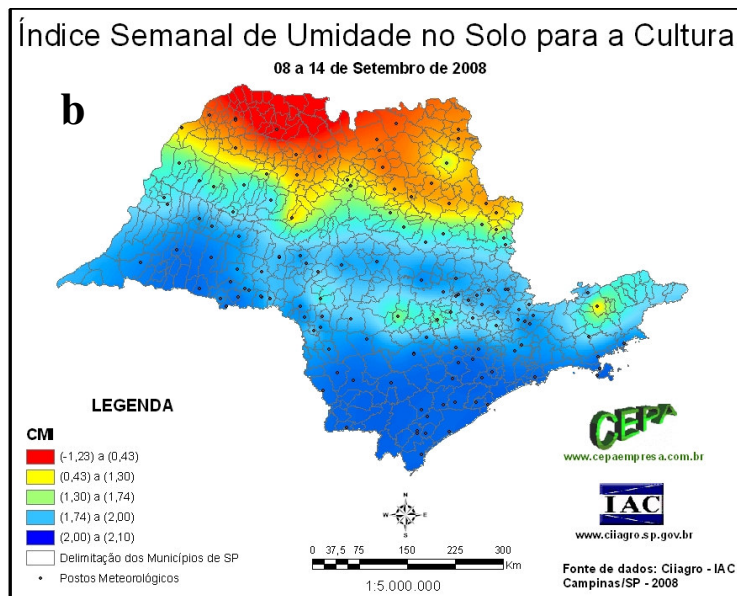 Índice Semanal de Umidade no Solo para a Cultura
08 a 14 de Setembro de 2008
b
LEGENDA
CMI
(-1,23) a (0,43)
(0,43) a (1,30)
(1,30) a (1,74)
(1,74) a (2,00)
(2,00) a (2,10)
Delimitação dos Municípios de SP
Postos Meteorológicos
N
W E
S
0 37,5 75 150 225 300
Km
1:5.000.000
CEPA
www.cepaempresa.com.br
IAC
www.ciiagro.sp.gov.br
Fonte de dados: Ciiagro - IAC
Campinas/SP - 2008